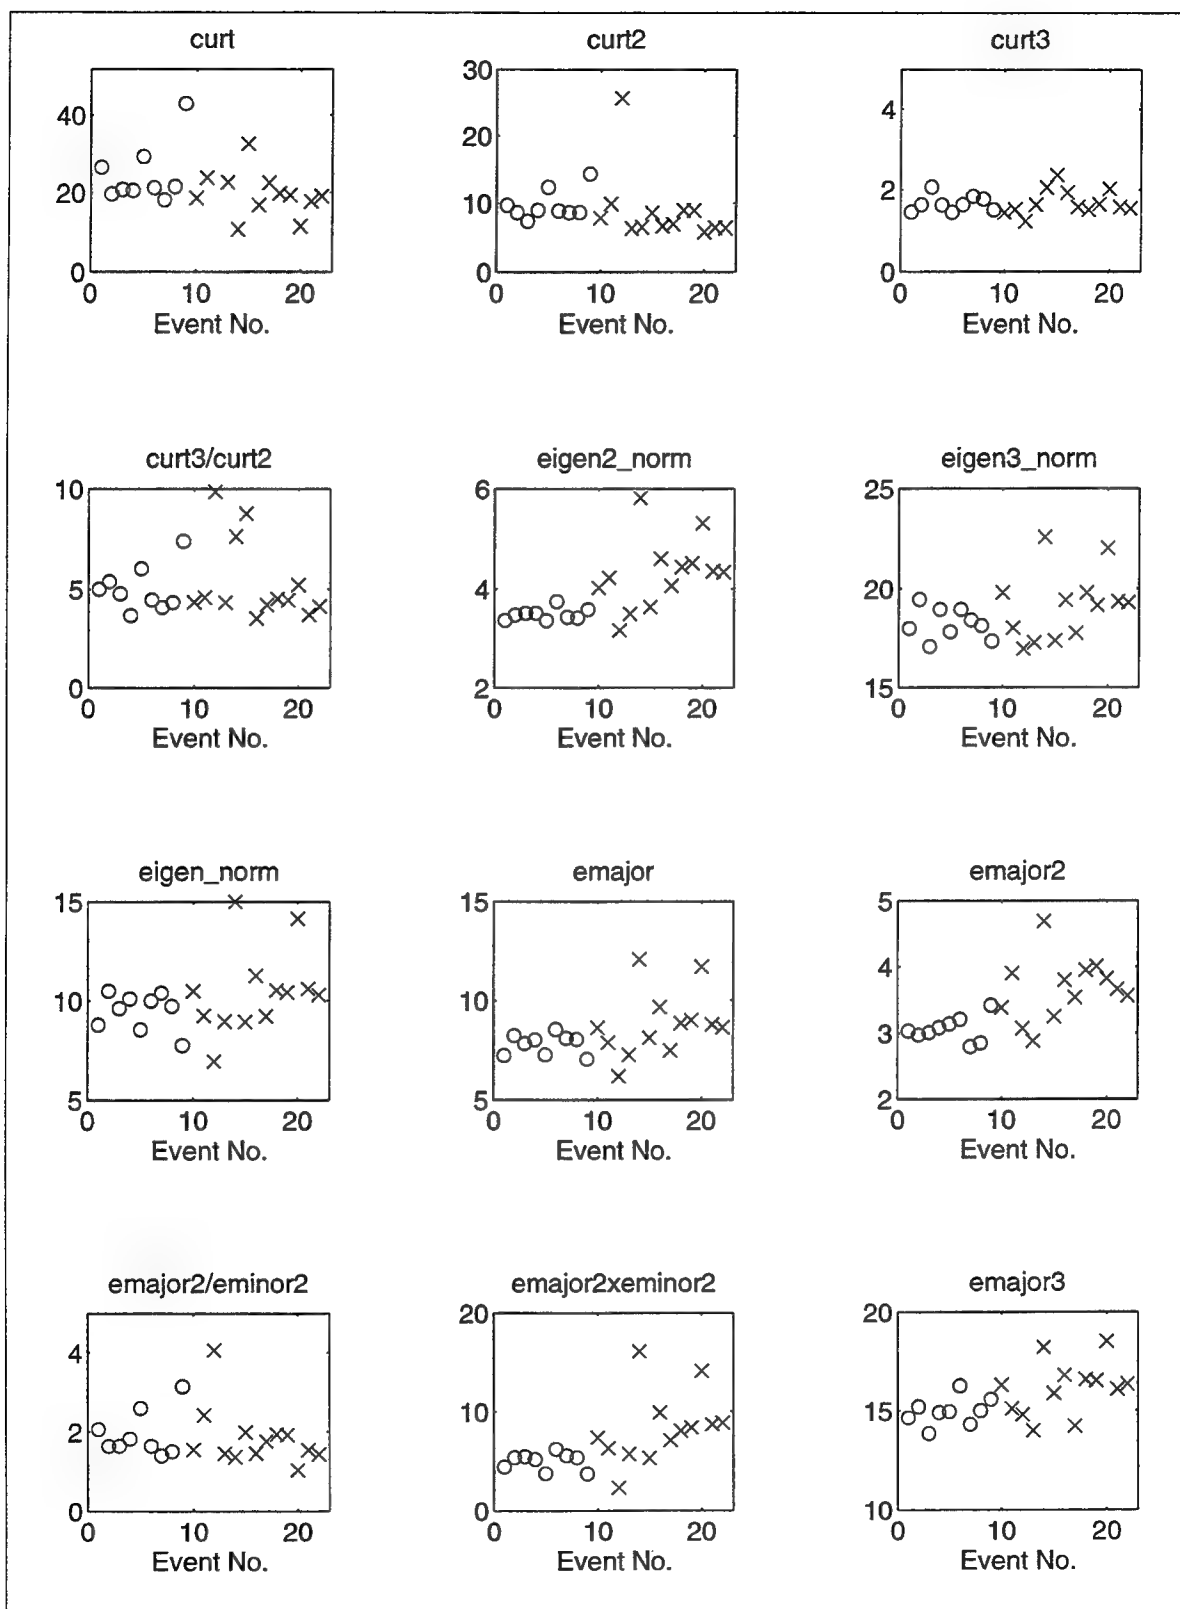 curt
40
20
0
0 10 20
Event No.
curt2
30
20
10
0
0 10 20
Event No.
curt3
4
2
0
0 10 20
Event No.
curt3/curt2
10
5
0
0 10 20
Event No.
eigen2_norm
6
4
2
0 10 20
Event No.
eigen3_norm
25
20
15
0 10 20
Event No.
eigen_norm
15
10
5
0 10 20
Event No.
emajor
15
10
5
0 10 20
Event No.
emajor2
5
4
3
2
0 10 20
Event No.
emajor2/eminor2
4
2
0
0 10 20
Event No.
emajor2xeminor2
20
10
0
0 10 20
Event No.
emajor3
20
15
10
0 10 20
Event No.